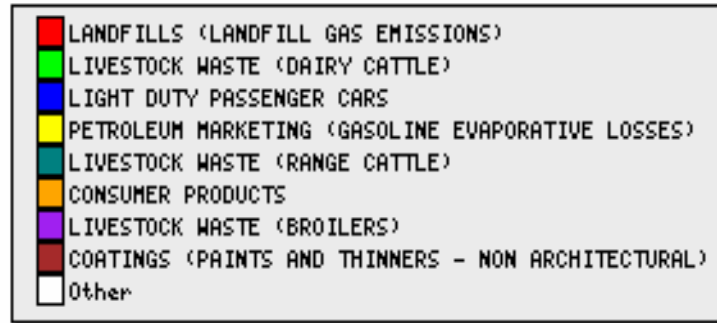 LANDFILLS (LANDFILL GAS EMISSIONS)
LIVESTOCK WASTE (DAIRY CATTLE)
LIGHT DUTY PASSENGER CARS
PETROLEUM MARKETING (GASOLINE EVAPORATIVE LOSSES)
LIVESTOCK WASTE (RANGE CATTLE)
CONSUMER PRODUCTS
LIVESTOCK WASTE (BROILERS)
COATINGS (PAINTS AND THINNERS - NON ARCHITECTURAL)
Other